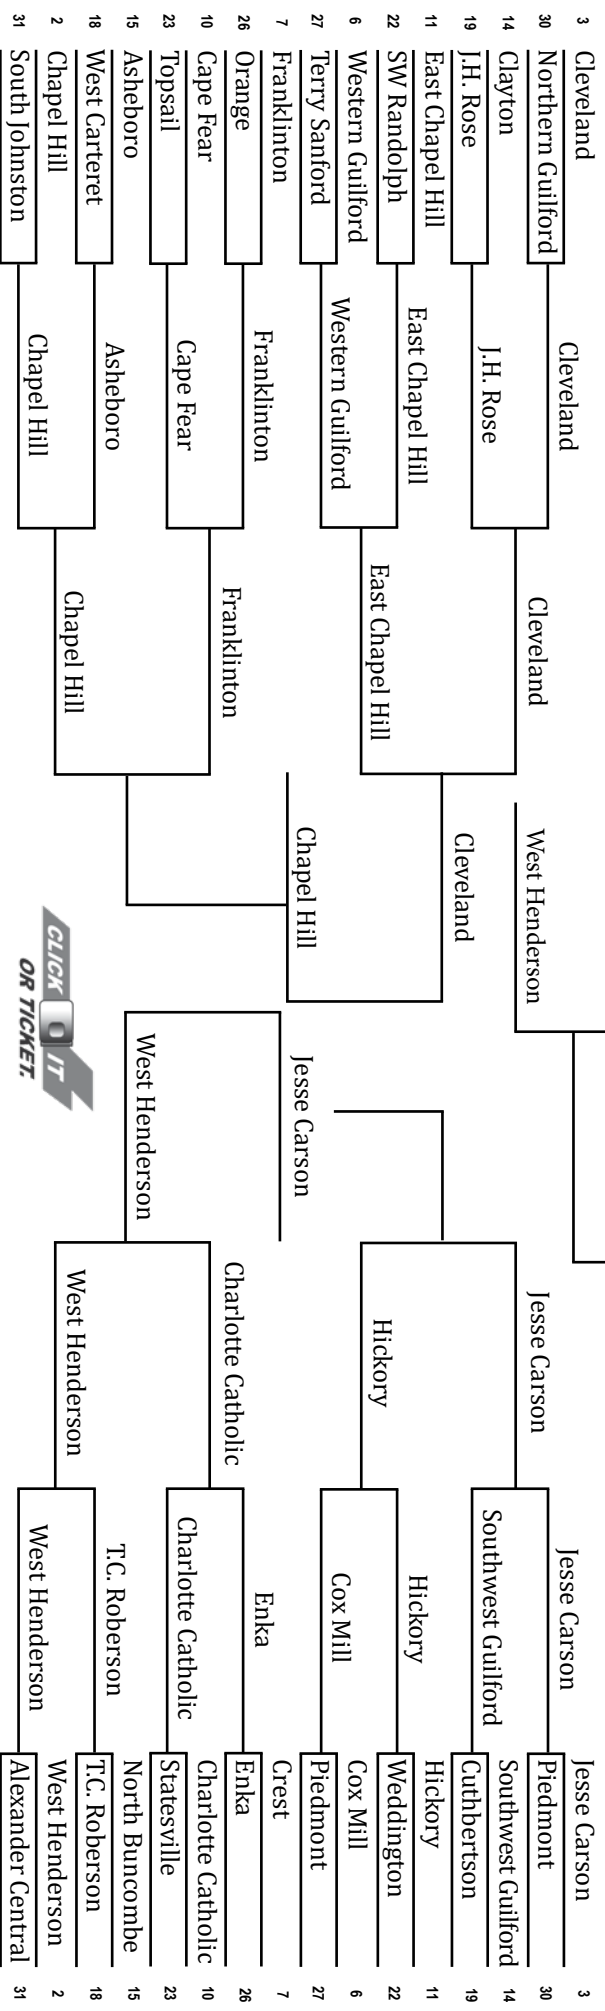 3 Cleveland
30 Northern Guilford
14 Clayton
19 J.H. Rose
11 East Chapel Hill
22 SW Randolph
6 Western Guilford
27 Terry Sanford
7 Franklinton
26 Orange
10 Cape Fear
23 Topsail
15 Asheboro
18 West Carteret
2 Chapel Hill
31 South Johnston
Cleveland
J.H. Rose
East Chapel Hill
Western Guilford
Franklinton
Cape Fear
Asheboro
Chapel Hill
Cleveland
East Chapel Hill
Franklinton
Chapel Hill
West Henderson
Cleveland
Chapel Hill
CLICK IT
OR TICKET.
Jesse Carson
West Henderson
Jesse Carson
Hickory
Charlotte Catholic
West Henderson
Jesse Carson
Southwest Guilford
Hickory
Cox Mill
Enka
Charlotte Catholic
T.C. Roberson
West Henderson
Jesse Carson 3
Piedmont 30
Southwest Guilford 14
Cuthbertson 19
Hickory 11
Weddington 22
Cox Mill 6
Piedmont 27
Crest 7
Enka 26
Charlotte Catholic 10
Statesville 23
North Buncombe 15
T.C. Roberson 18
West Henderson 2
Alexander Central 31